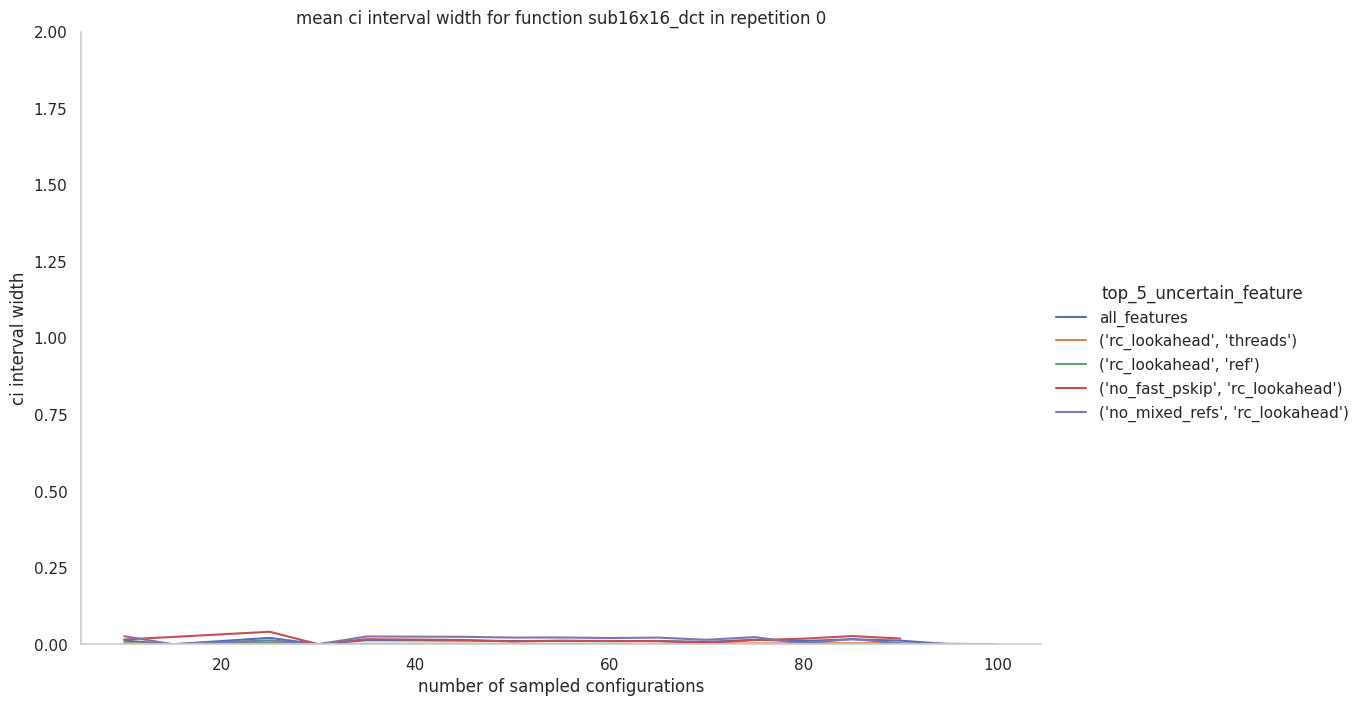 mean ci interval width for function sub16x16_dct in repetition 0
2.00
1.75
1.50
1.25
1.00
0.75
0.50
0.25
0.00
ci interval width
20
40
60
80
100
number of sampled configurations
top_5_uncertain_feature
all_features
('rc_lookahead', 'threads')
('rc_lookahead', 'ref')
('no_fast_pskip', 'rc_lookahead')
('no_mixed_refs', 'rc_lookahead')